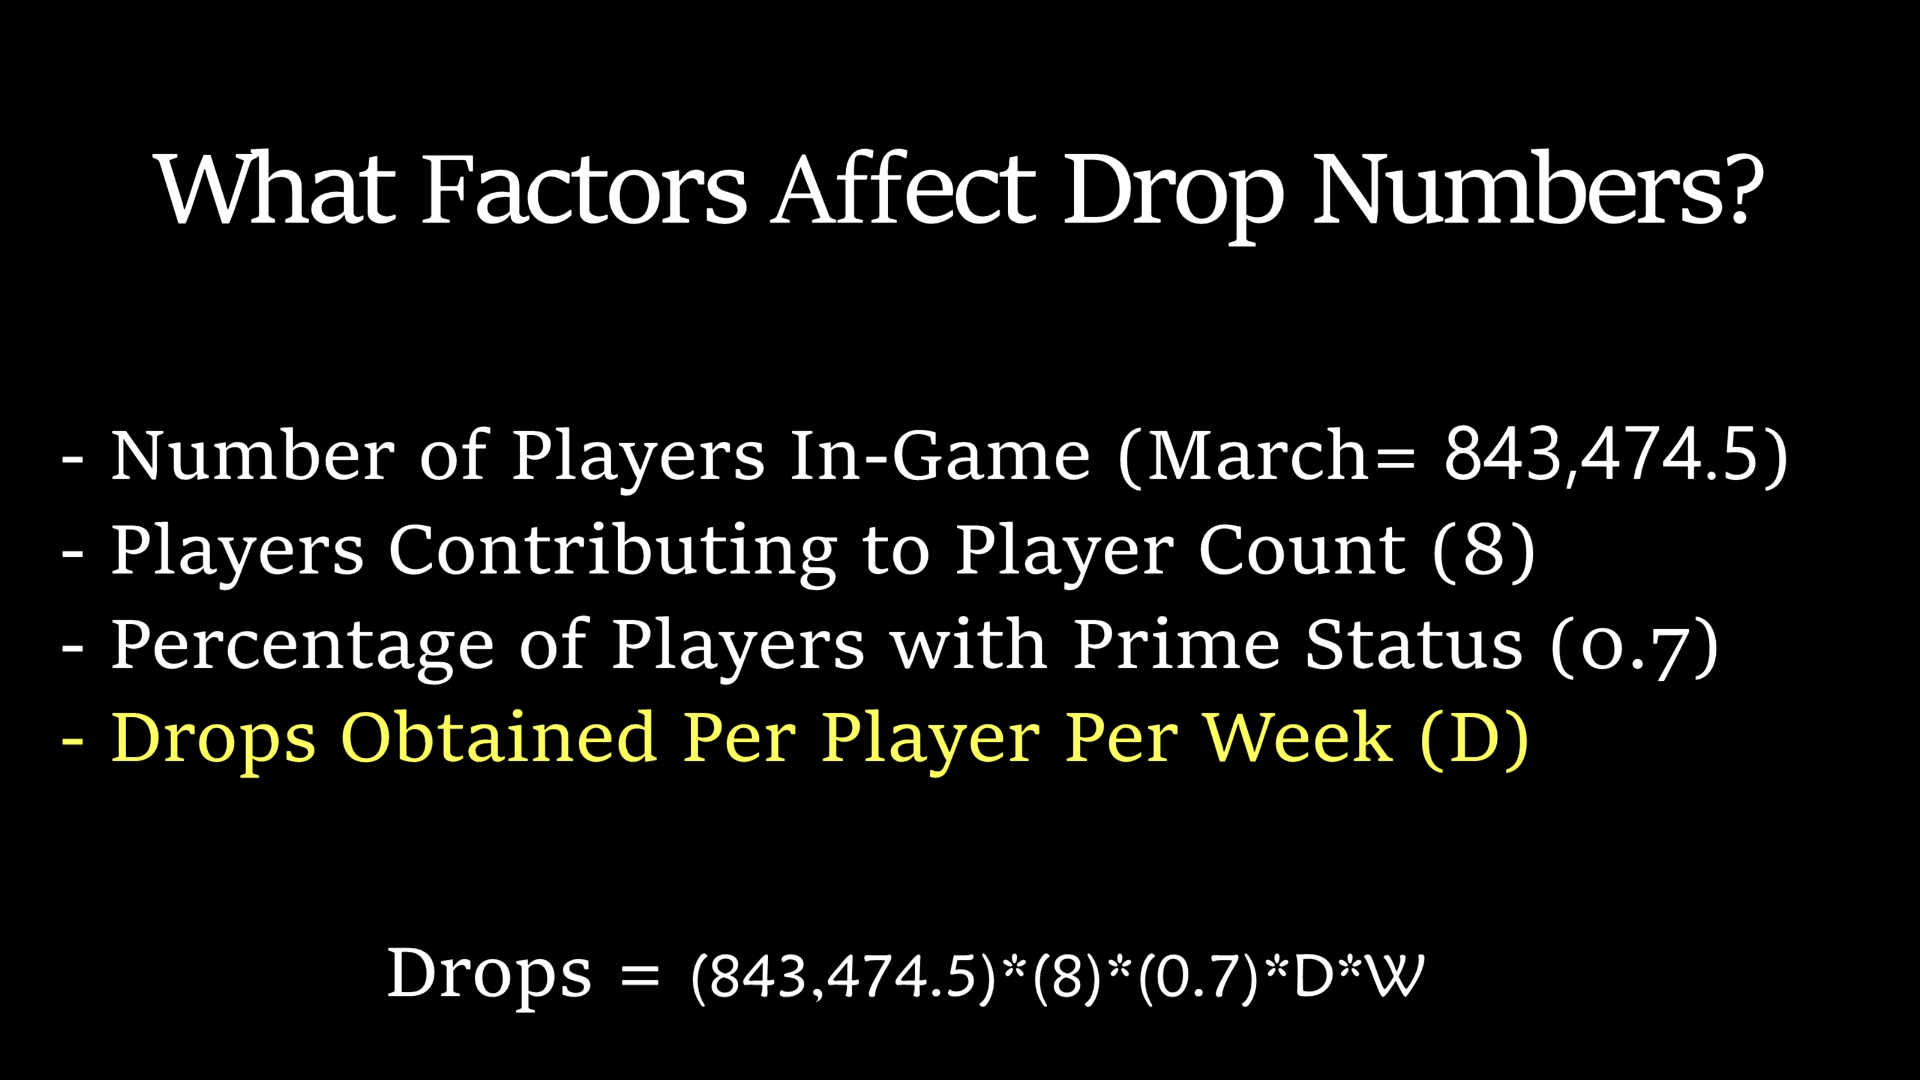 What Factors Affect Drop Numbers?
- Number of Players In-Game (March= 843,474.5)
- Players Contributing to Player Count (8)
- Percentage of Players with Prime Status (0.7)
- Drops Obtained Per Player Per Week (D)
Drops = (843,474.5)*(8)*(0.7)*D*W